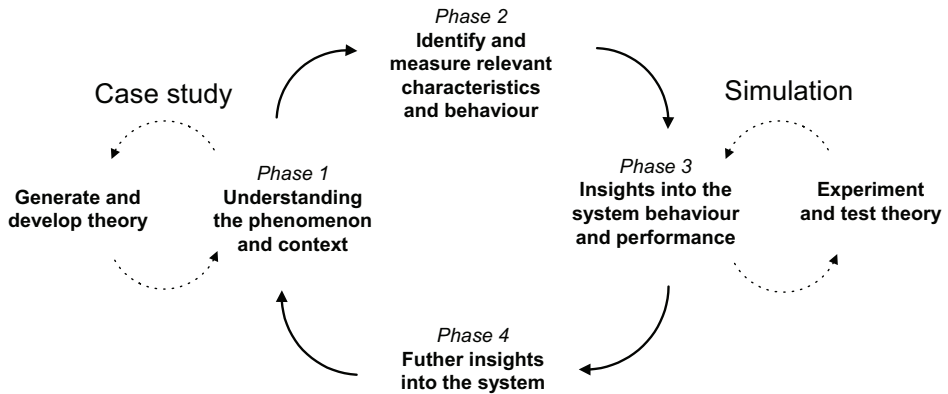 Phase 2
Identify and
measure relevant
characteristics
and behaviour
Case study
Simulation
Phase 1
Understanding
the phenomenon
and context
Generate and
develop theory
Phase 3
Insights into the
system behaviour
and performance
Experiment
and test theory
Phase 4
Futher insights
into the system